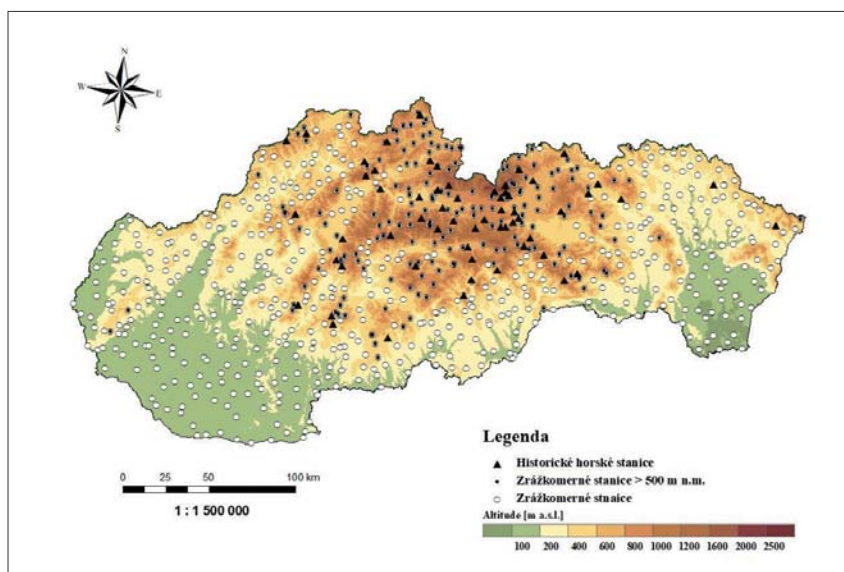 N
W
E
S
0 25 50 100 km
1 : 1 500 000
Legenda
Historické horské stanice
Zrážkomerné stanice > 500 m n.m.
Zrážkomerné stnaice
Altitude [m a.s.l.]
100 200 400 600 800 1000 1200 1600 2000 2500